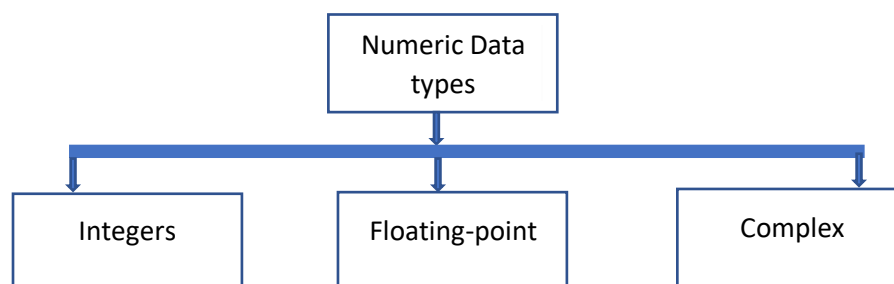 Numeric Data
types
Integers
Floating-point
Complex